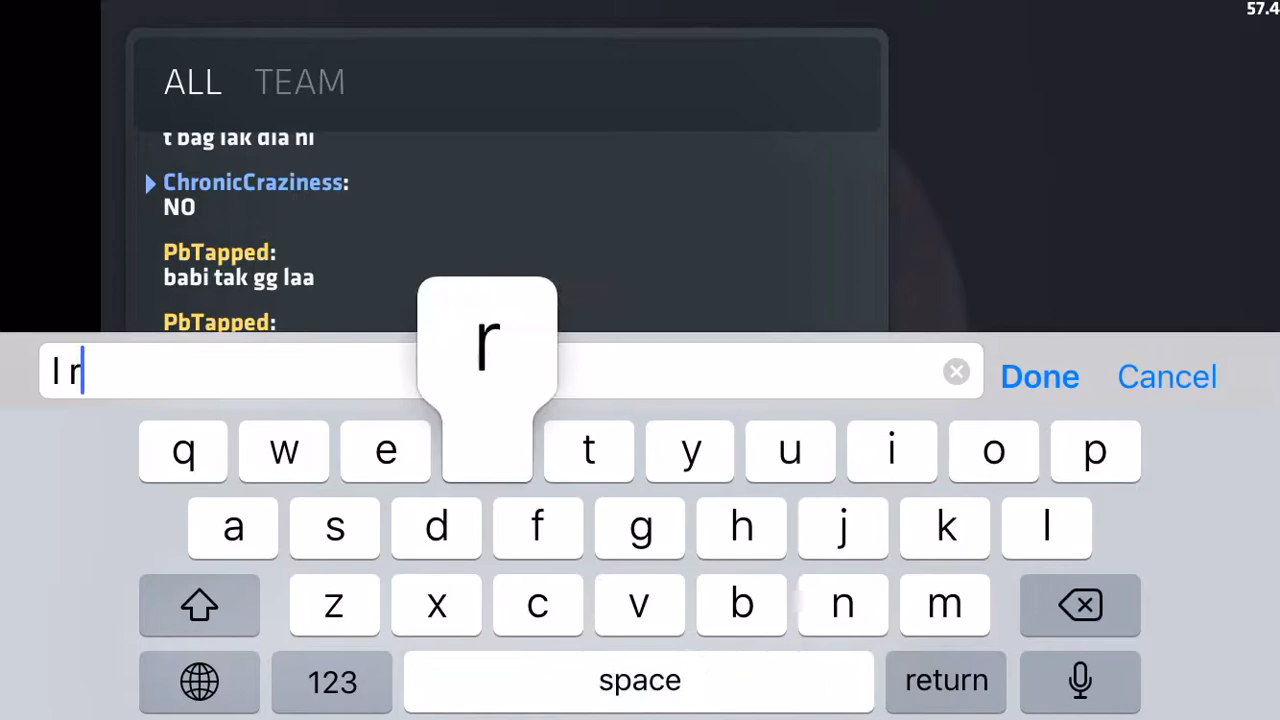 57.4
ALL TEAM
t bag lak dia ni
ChronicCraziness:
NO
PbTapped:
babi tak gg laa
PbTapped:
I r
Done Cancel
r
q w e t y u i o p
a s d f g h j k l
z x c v b n m
123 space return